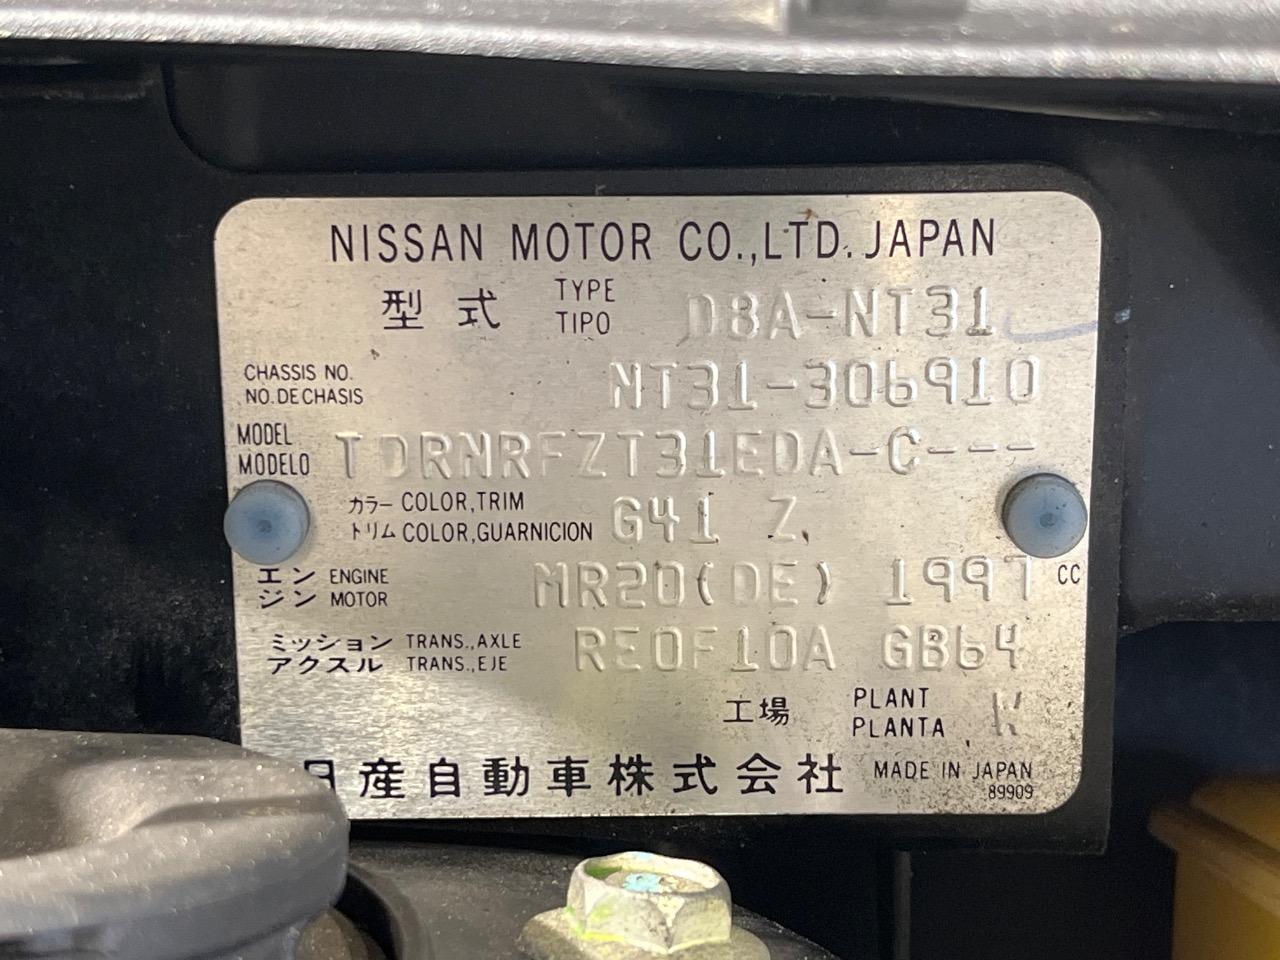 NISSAN MOTOR CO.,LTD. JAPAN
型式 TYPE TIPO DBA-NT31
CHASSIS NO. NO.DE CHASIS NT31-306910
MODEL MODELO TDRNRFZT31EDA-C---
カラー COLOR,TRIM
トリム COLOR,GUARNICION G41 Z
エン ENGINE
ジン MOTOR MR20(DE) 1997 CC
ミッション TRANS.,AXLE
アクスル TRANS.,EJE RE0F10A GB64
工場 PLANT PLANTA
日産自動車株式会社 MADE IN JAPAN
89909